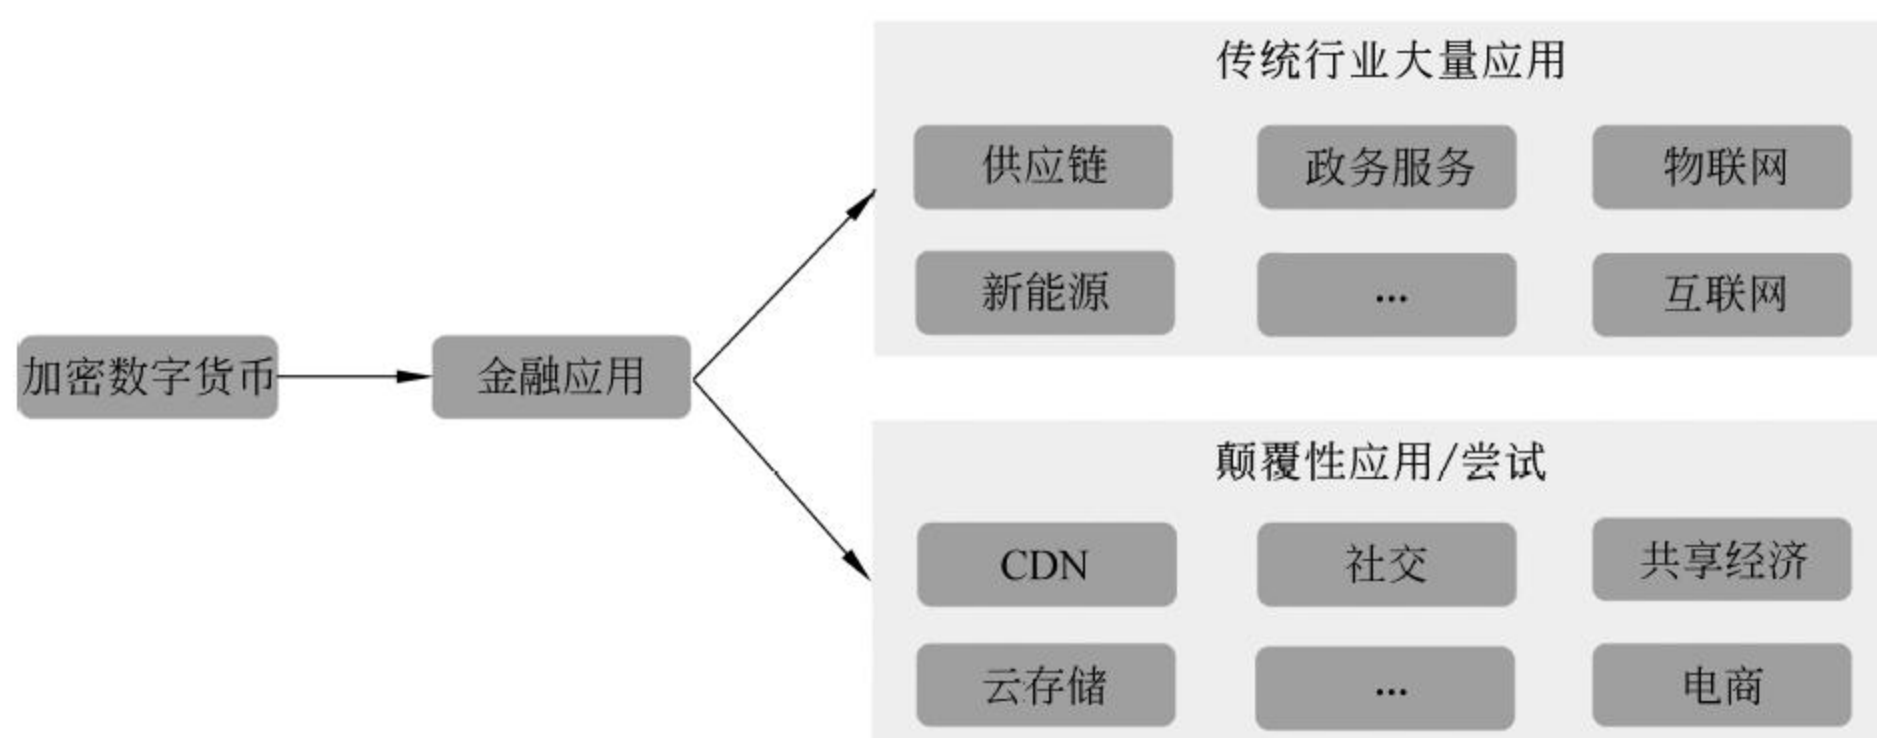 传统行业大量应用
供应链
政务服务
物联网
新能源
...
互联网
加密数字货币
金融应用
颠覆性应用/尝试
CDN
社交
共享经济
云存储
...
电商